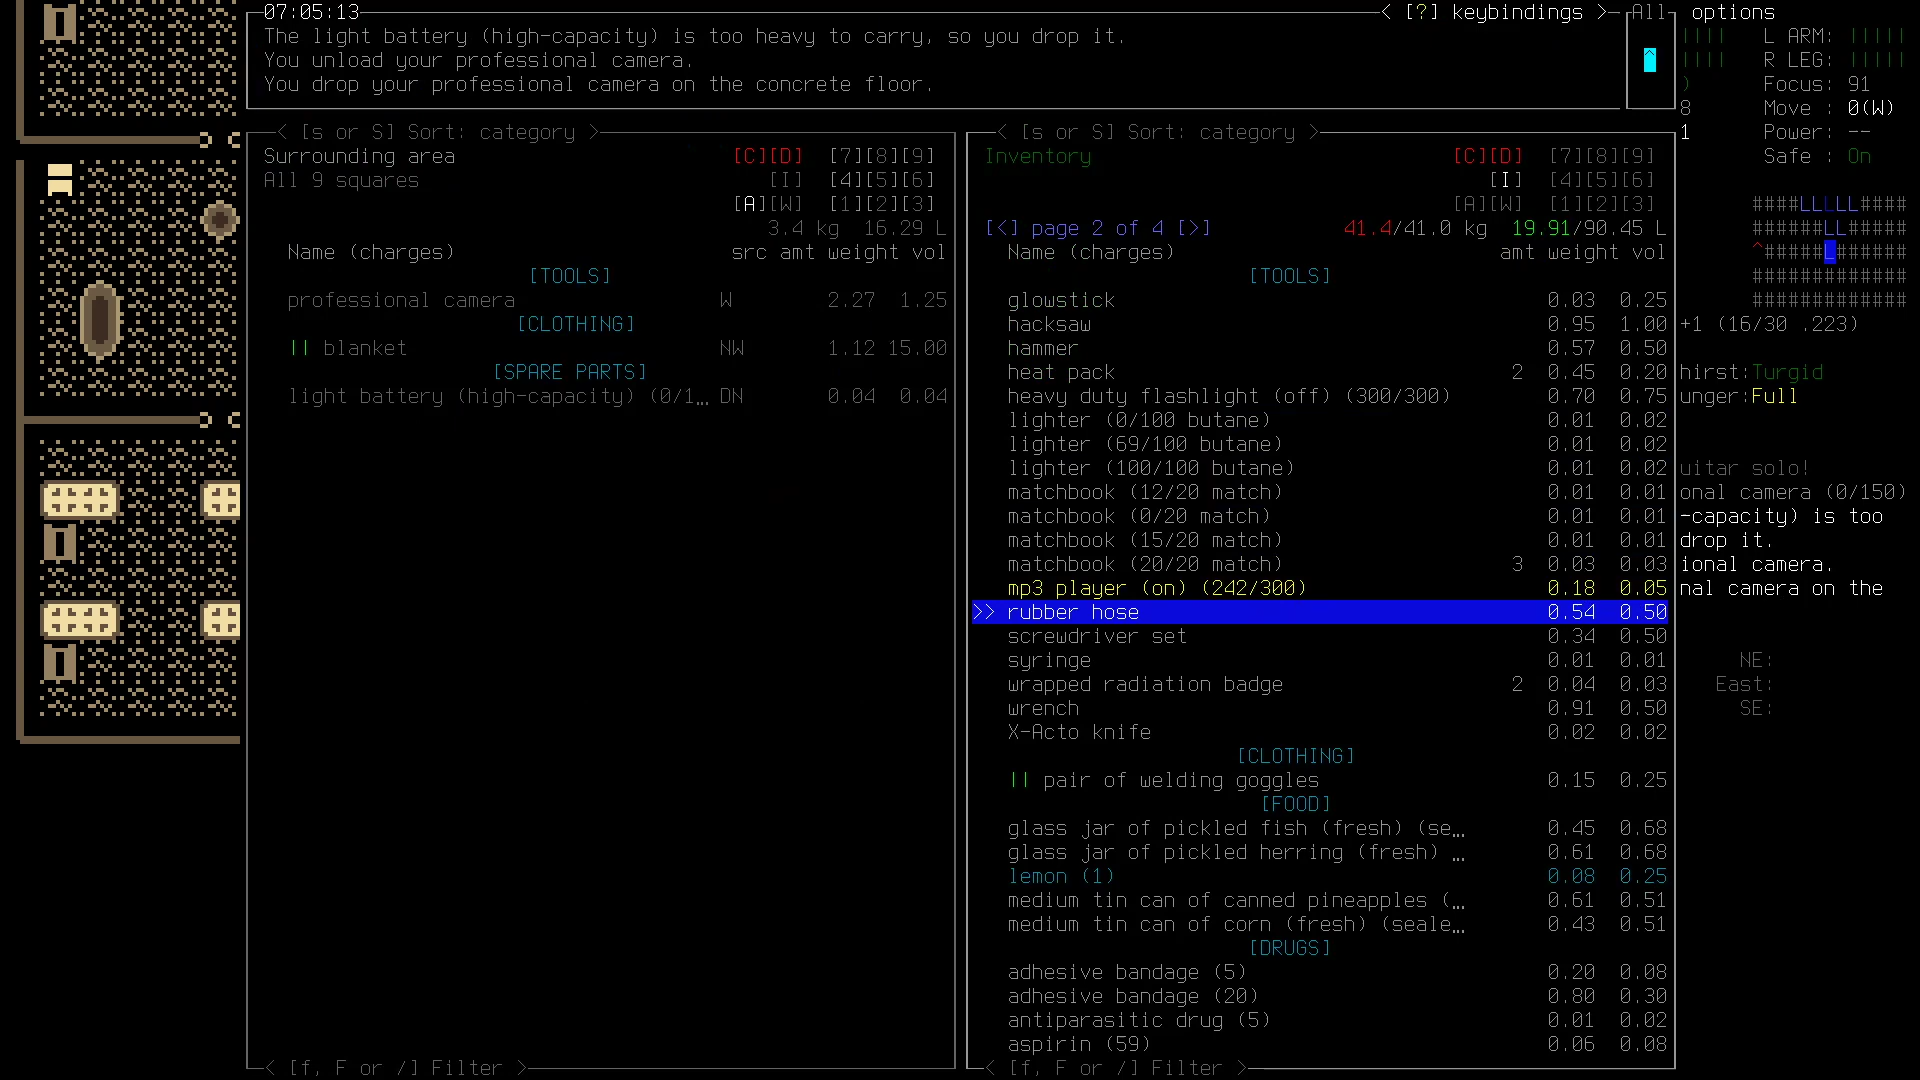 07:05:13 < [?] keybindings > All options
The light battery (high-capacity) is too heavy to carry, so you drop it.
You unload your professional camera.
You drop your professional camera on the concrete floor.
L ARM: |||||
R LEG: |||||
) Focus: 91
8 Move : 0(W)
1 Power: --
Safe : On
< [s or S] Sort: category >
Surrounding area [C][D] [7][8][9]
All 9 squares [I] [4][5][6]
[A][W] [1][2][3]
3.4 kg 16.29 L
Name (charges) src amt weight vol
[TOOLS]
professional camera W 2.27 1.25
[CLOTHING]
|| blanket NW 1.12 15.00
[SPARE PARTS]
light battery (high-capacity) (0/1… DN 0.04 0.04
< [f, F or /] Filter >
< [s or S] Sort: category >
Inventory [C][D] [7][8][9]
[I] [4][5][6]
[A][W] [1][2][3]
[<] page 2 of 4 [>] 41.4/41.0 kg 19.91/90.45 L
Name (charges) amt weight vol
[TOOLS]
glowstick 0.03 0.25
hacksaw 0.95 1.00
hammer 0.57 0.50
heat pack 2 0.45 0.20
heavy duty flashlight (off) (300/300) 0.70 0.75
lighter (0/100 butane) 0.01 0.02
lighter (69/100 butane) 0.01 0.02
lighter (100/100 butane) 0.01 0.02
matchbook (12/20 match) 0.01 0.01
matchbook (0/20 match) 0.01 0.01
matchbook (15/20 match) 0.01 0.01
matchbook (20/20 match) 3 0.03 0.03
mp3 player (on) (242/300) 0.18 0.05
>> rubber hose 0.54 0.50
screwdriver set 0.34 0.50
syringe 0.01 0.01
wrapped radiation badge 2 0.04 0.03
wrench 0.91 0.50
X-Acto knife 0.02 0.02
[CLOTHING]
|| pair of welding goggles 0.15 0.25
[FOOD]
glass jar of pickled fish (fresh) (se… 0.45 0.68
glass jar of pickled herring (fresh) … 0.61 0.68
lemon (1) 0.08 0.25
medium tin can of canned pineapples (… 0.61 0.51
medium tin can of corn (fresh) (seale… 0.43 0.51
[DRUGS]
adhesive bandage (5) 0.20 0.08
adhesive bandage (20) 0.80 0.30
antiparasitic drug (5) 0.01 0.02
aspirin (59) 0.06 0.08
< [f, F or /] Filter >
####LLLLL####
######LL#####
^#####L######
#############
#############
+1 (16/30 .223)
hirst:Turgid
unger:Full
uitar solo!
onal camera (0/150)
-capacity) is too
drop it.
ional camera.
nal camera on the
NE:
East:
SE: